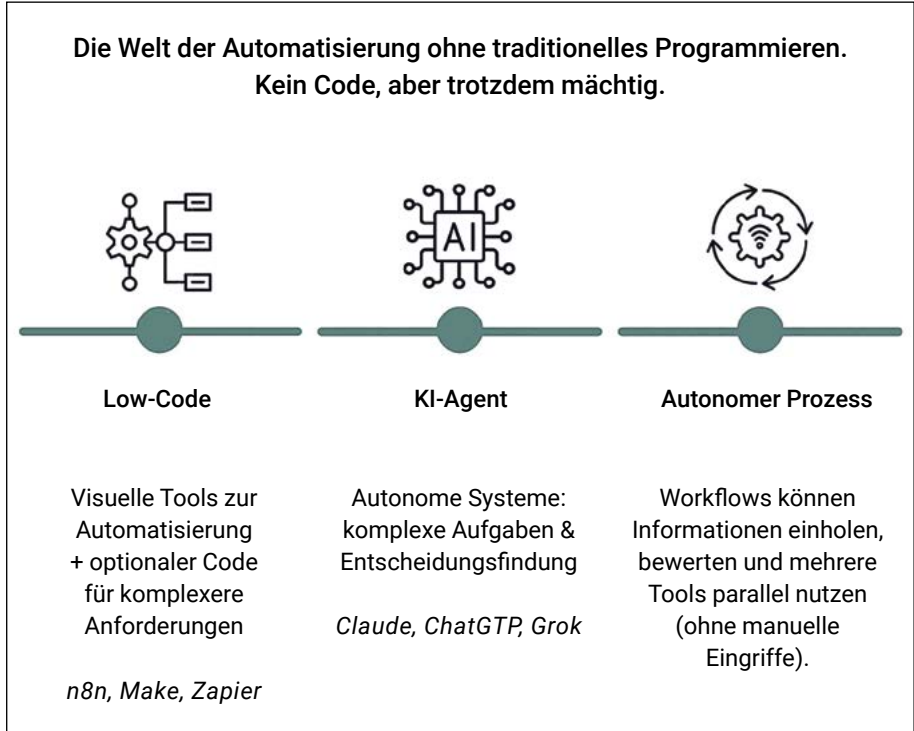 Die Welt der Automatisierung ohne traditionelles Programmieren.
Kein Code, aber trotzdem mächtig.
AI
Low-Code
KI-Agent
Autonomer Prozess
Visuelle Tools zur
Automatisierung
+ optionaler Code
für komplexere
Anforderungen
n8n, Make, Zapier
Autonome Systeme:
komplexe Aufgaben &
Entscheidungsfindung
Claude, ChatGTP, Grok
Workflows können
Informationen einholen,
bewerten und mehrere
Tools parallel nutzen
(ohne manuelle
Eingriffe).